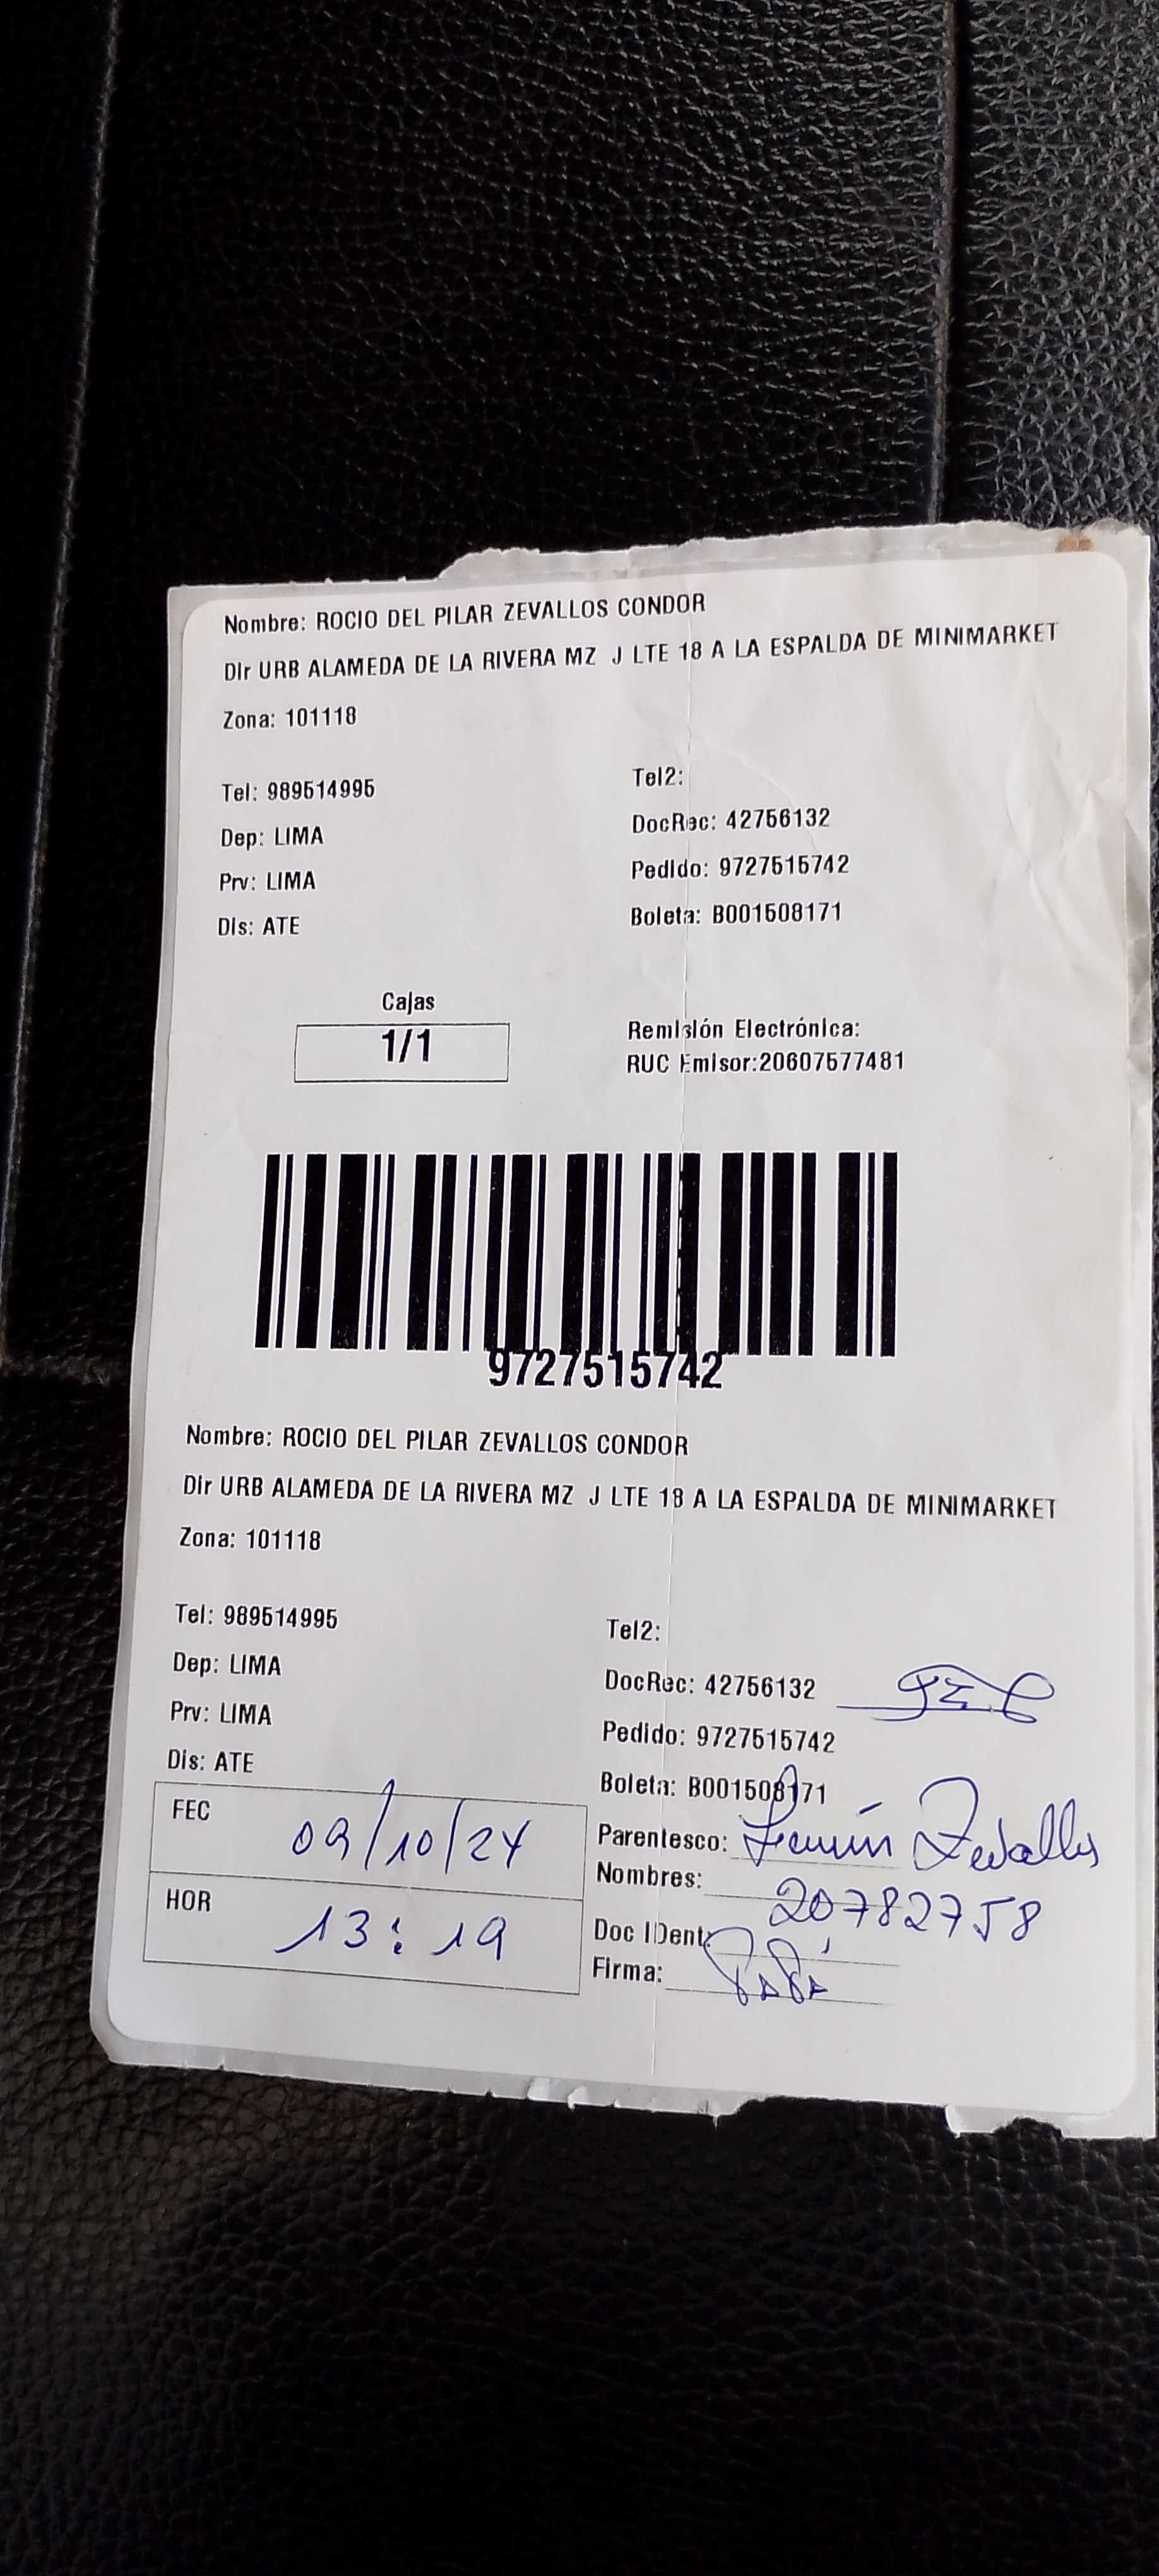 Nombre: ROCIO DEL PILAR ZEVALLOS CONDOR
Dir URB ALAMEDA DE LA RIVERA MZ J LTE 18 A LA ESPALDA DE MINIMARKET
Zona: 101118
Tel: 989514995
Tel2:
Dep: LIMA
DocRec: 42756132
Prv: LIMA
Pedido: 9727515742
Dis: ATE
Boleta: B001508171
Cajas
1/1
Remisión Electrónica:
RUC Emisor:20607577481
9727515742
Nombre: ROCIO DEL PILAR ZEVALLOS CONDOR
Dir URB ALAMEDA DE LA RIVERA MZ J LTE 18 A LA ESPALDA DE MINIMARKET
Zona: 101118
Tel: 989514995
Tel2:
Dep: LIMA
DocRec: 42756132
Prv: LIMA
Pedido: 9727515742
Dis: ATE
Boleta: B001508171
FEC 09/10/24
Parentesco: Zevallos
Nombres:
20782758
HOR 13:19
Doc IDent:
Firma: Papá